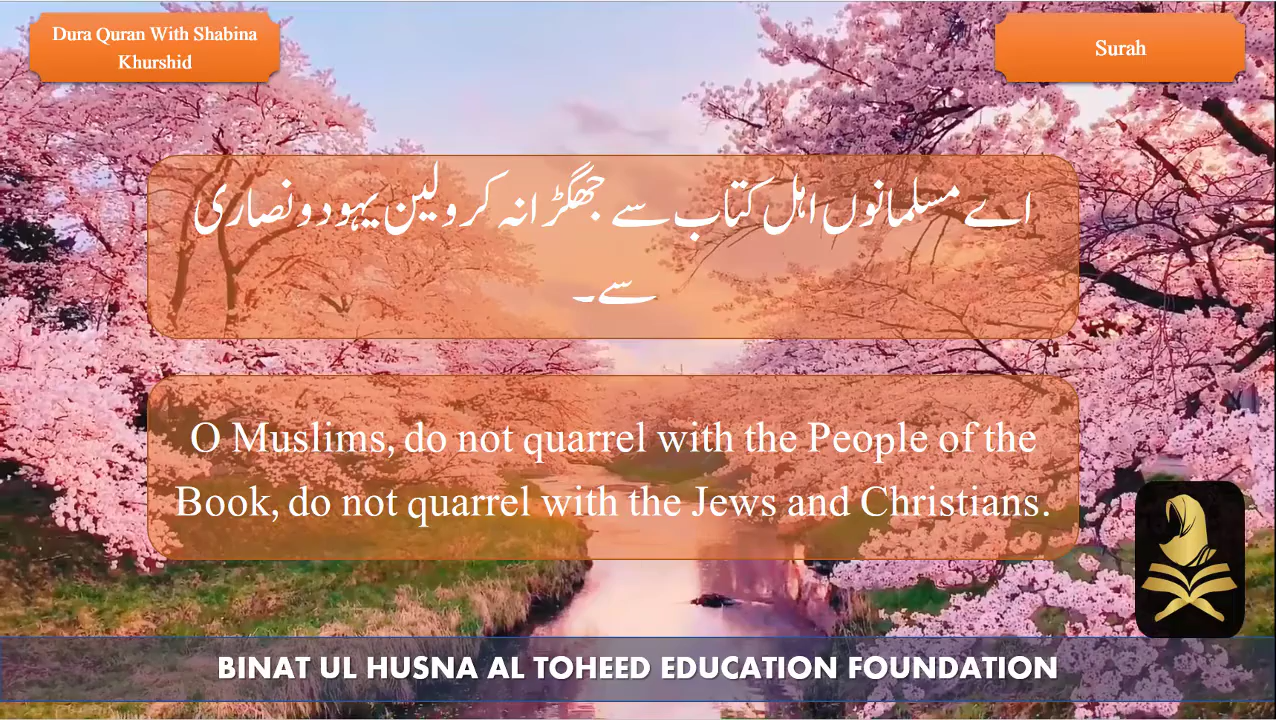 Dura Quran With Shabina
Khurshid
Surah
اے مسلمانوں اہل کتاب سے جھگڑا نہ کرو لین یہود و نصاری
سے۔
O Muslims, do not quarrel with the People of the
Book, do not quarrel with the Jews and Christians.
BINAT UL HUSNA AL TOHEED EDUCATION FOUNDATION